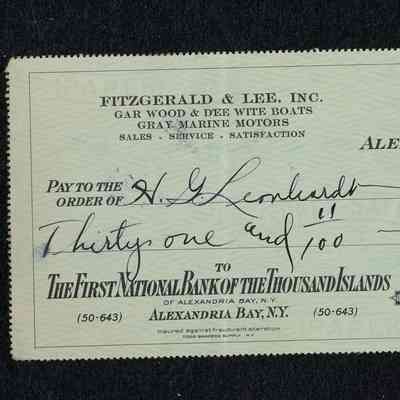 FITZGERALD & LEE, INC.
GAR WOOD & DEE WITE BOATS
GRAY MARINE MOTORS
SALES - SERVICE - SATISFACTION
ALE
PAY TO THE
ORDER OF H. G. Leonhardt
Thirty one and 11/100
TO
THE FIRST NATIONAL BANK OF THE THOUSAND ISLANDS
OF ALEXANDRIA BAY, N.Y.
(50-643) ALEXANDRIA BAY, N.Y. (50-643)
Insured against fraudulent alteration